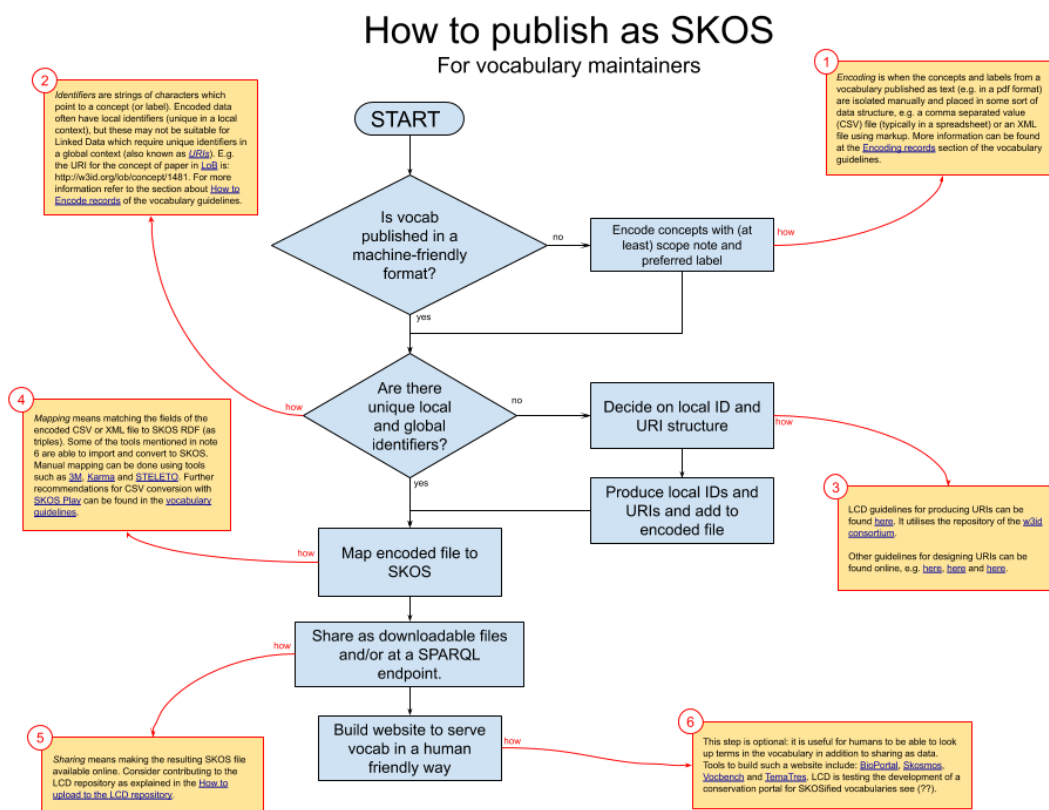 How to publish as SKOS
For vocabulary maintainers
2
Identifiers are strings of characters which
point to a concept (or label). Encoded data
often have local identifiers (unique in a local
context), but these may not be suitable for
Linked Data which require unique identifiers
in a global context (also known as URIs). E.g.
the URI for the concept of paper in LoB is:
http://w3id.org/lob/concept/1481. For more
information refer to the section about How to
Encode records of the vocabulary guidelines.
1
Encoding is when the concepts and labels from a
vocabulary published as text (e.g. in a pdf format)
are isolated manually and placed in some sort of
data structure, e.g. a comma separated value
(CSV) file (typically in a spreadsheet) or an XML
file using markup. More information can be found
at the Encoding records section of the vocabulary
guidelines.
START
Is vocab
published in a
machine-friendly
format?
no
Encode concepts with (at
least) scope note and
preferred label
how
yes
Are there
unique local
and global
identifiers?
how
no
Decide on local ID and
URI structure
how
yes
Produce local IDs and
URIs and add to
encoded file
4
Mapping means matching the fields of the
encoded CSV or XML file to SKOS RDF (as
triples). Some of the tools mentioned in note
6 are able to import and convert to SKOS.
Manual mapping can be done using tools
such as 3M, Karma and STELETO. Further
recommendations for CSV conversion with
SKOS Play can be found in the vocabulary
guidelines.
3
LCD guidelines for producing URIs can be
found here. It utilises the repository of the w3id
consortium.
Other guidelines for designing URIs can be
found online, e.g. here, here and here.
how
Map encoded file to
SKOS
how
Share as downloadable files
and/or at a SPARQL
endpoint.
Build website to serve
vocab in a human
friendly way
how
5
Sharing means making the resulting SKOS file
available online. Consider contributing to the
LCD repository as explained in the How to
upload to the LCD repository.
6
This step is optional: it is useful for humans to be able to look
up terms in the vocabulary in addition to sharing as data.
Tools to build such a website include: BioPortal, Skosmos,
Vocbench and TemaTres. LCD is testing the development of a
conservation portal for SKOSified vocabularies see (??).